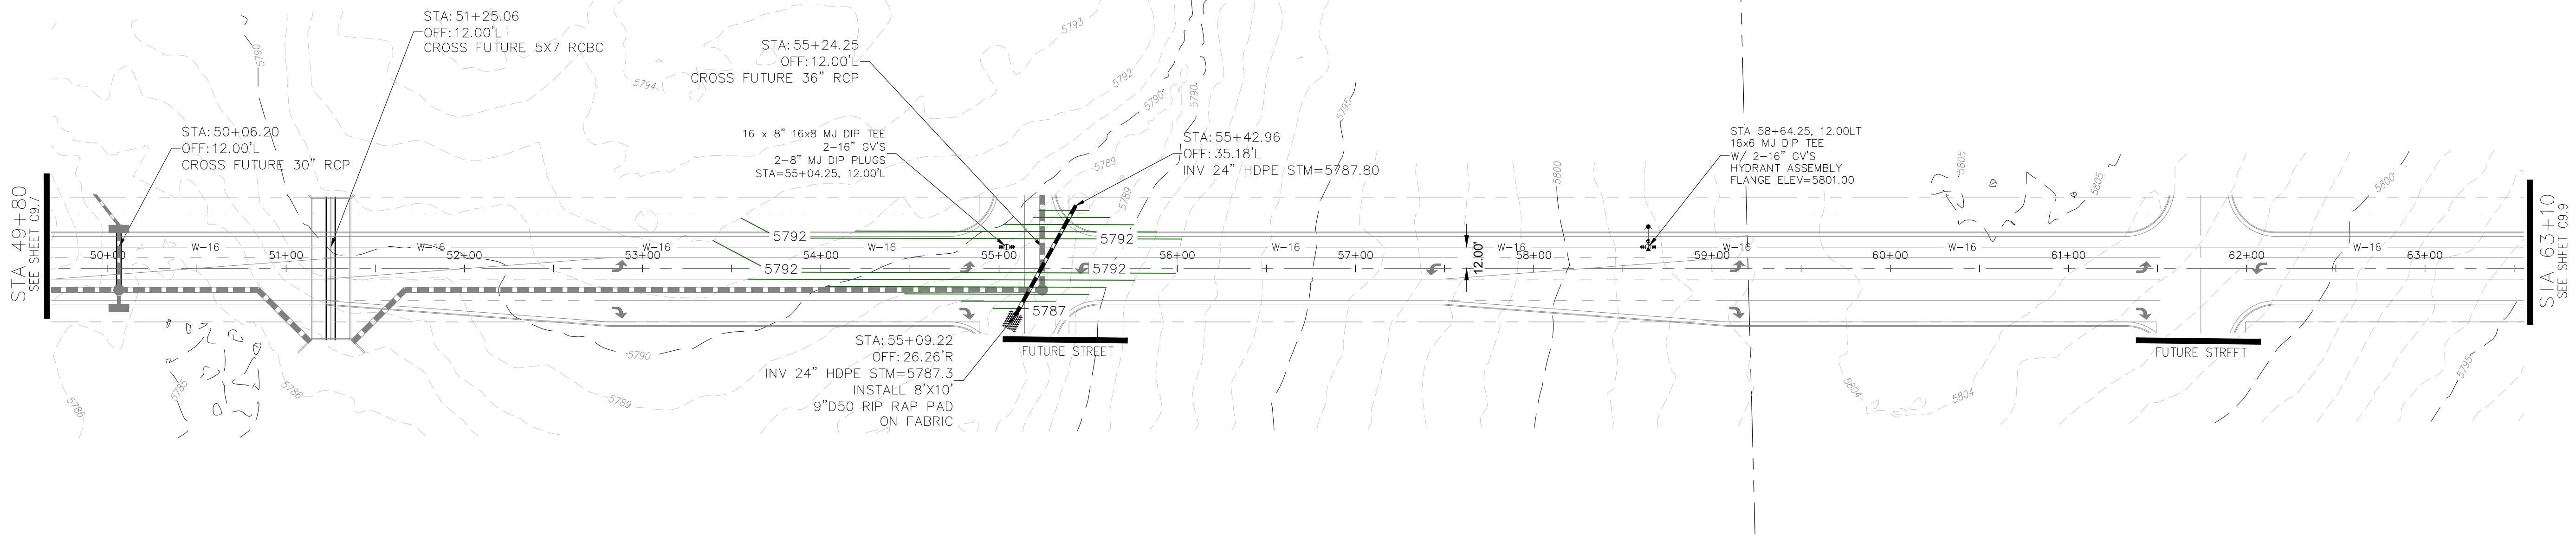 STA: 51+25.06
OFF: 12.00'L
CROSS FUTURE 5X7 RCBC
STA: 55+24.25
OFF: 12.00'L
CROSS FUTURE 36" RCP
STA: 50+06.20
OFF: 12.00'L
CROSS FUTURE 30" RCP
16 x 8" 16x8 MJ DIP TEE
2-16" GV'S
2-8" MJ DIP PLUGS
STA=55+04.25, 12.00'L
STA: 55+42.96
OFF: 35.18'L
INV 24" HDPE STM=5787.80
STA 58+64.25, 12.00LT
16x6 MJ DIP TEE
W/ 2-16" GV'S
HYDRANT ASSEMBLY
FLANGE ELEV=5801.00
5790
5794
5793
5792
5790
5790
5789
5789
5795
5800
5805
5805
5800
STA 49+80
SEE SHEET C9.7
STA 63+10
SEE SHEET C9.9
5792
5792
5792
5792
5787
W-16
W-16
W-16
W-16
W-16
W-16
W-16
W-16
W-16
50+00
51+00
52+00
53+00
54+00
55+00
56+00
57+00
58+00
59+00
60+00
61+00
62+00
63+00
12.00'
STA: 55+09.22
OFF: 26.26'R
INV 24" HDPE STM=5787.3
INSTALL 8'X10'
9"D50 RIP RAP PAD
ON FABRIC
FUTURE STREET
FUTURE STREET
5786
5785
5786
5790
5789
5804
5804
5795